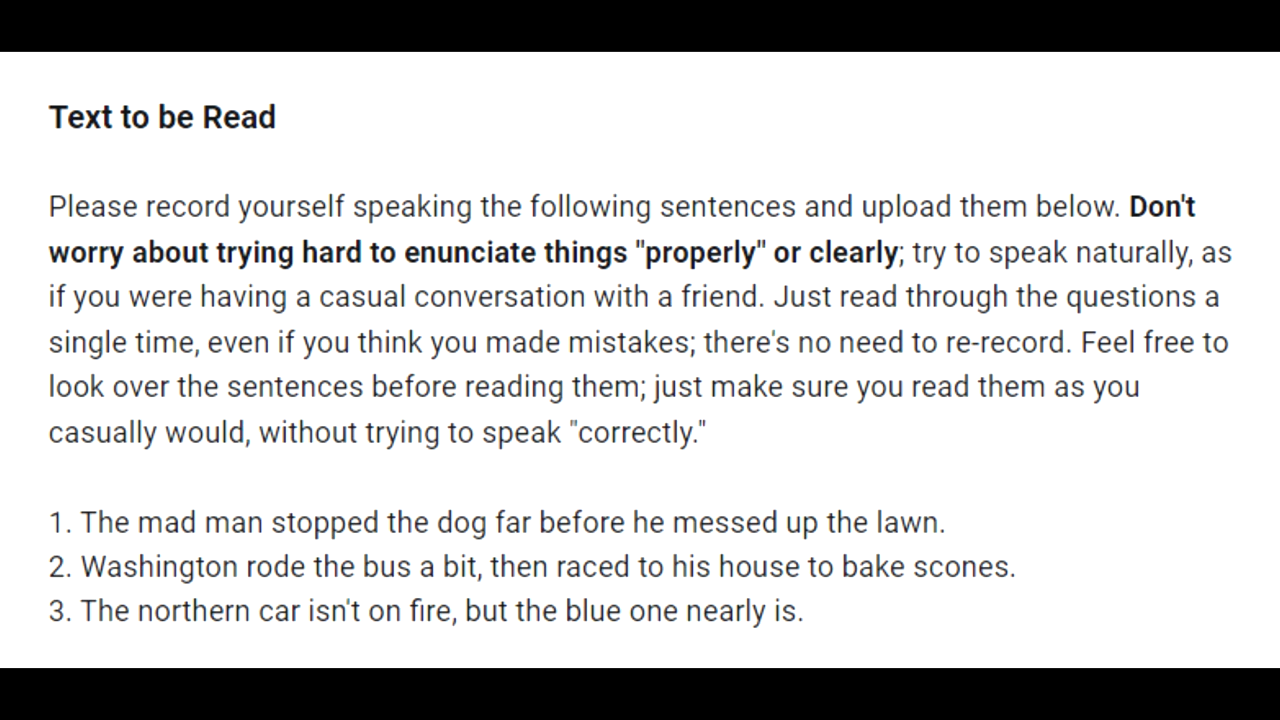 Text to be Read
Please record yourself speaking the following sentences and upload them below. Don't
worry about trying hard to enunciate things "properly" or clearly; try to speak naturally, as
if you were having a casual conversation with a friend. Just read through the questions a
single time, even if you think you made mistakes; there's no need to re-record. Feel free to
look over the sentences before reading them; just make sure you read them as you
casually would, without trying to speak "correctly."
1. The mad man stopped the dog far before he messed up the lawn.
2. Washington rode the bus a bit, then raced to his house to bake scones.
3. The northern car isn't on fire, but the blue one nearly is.